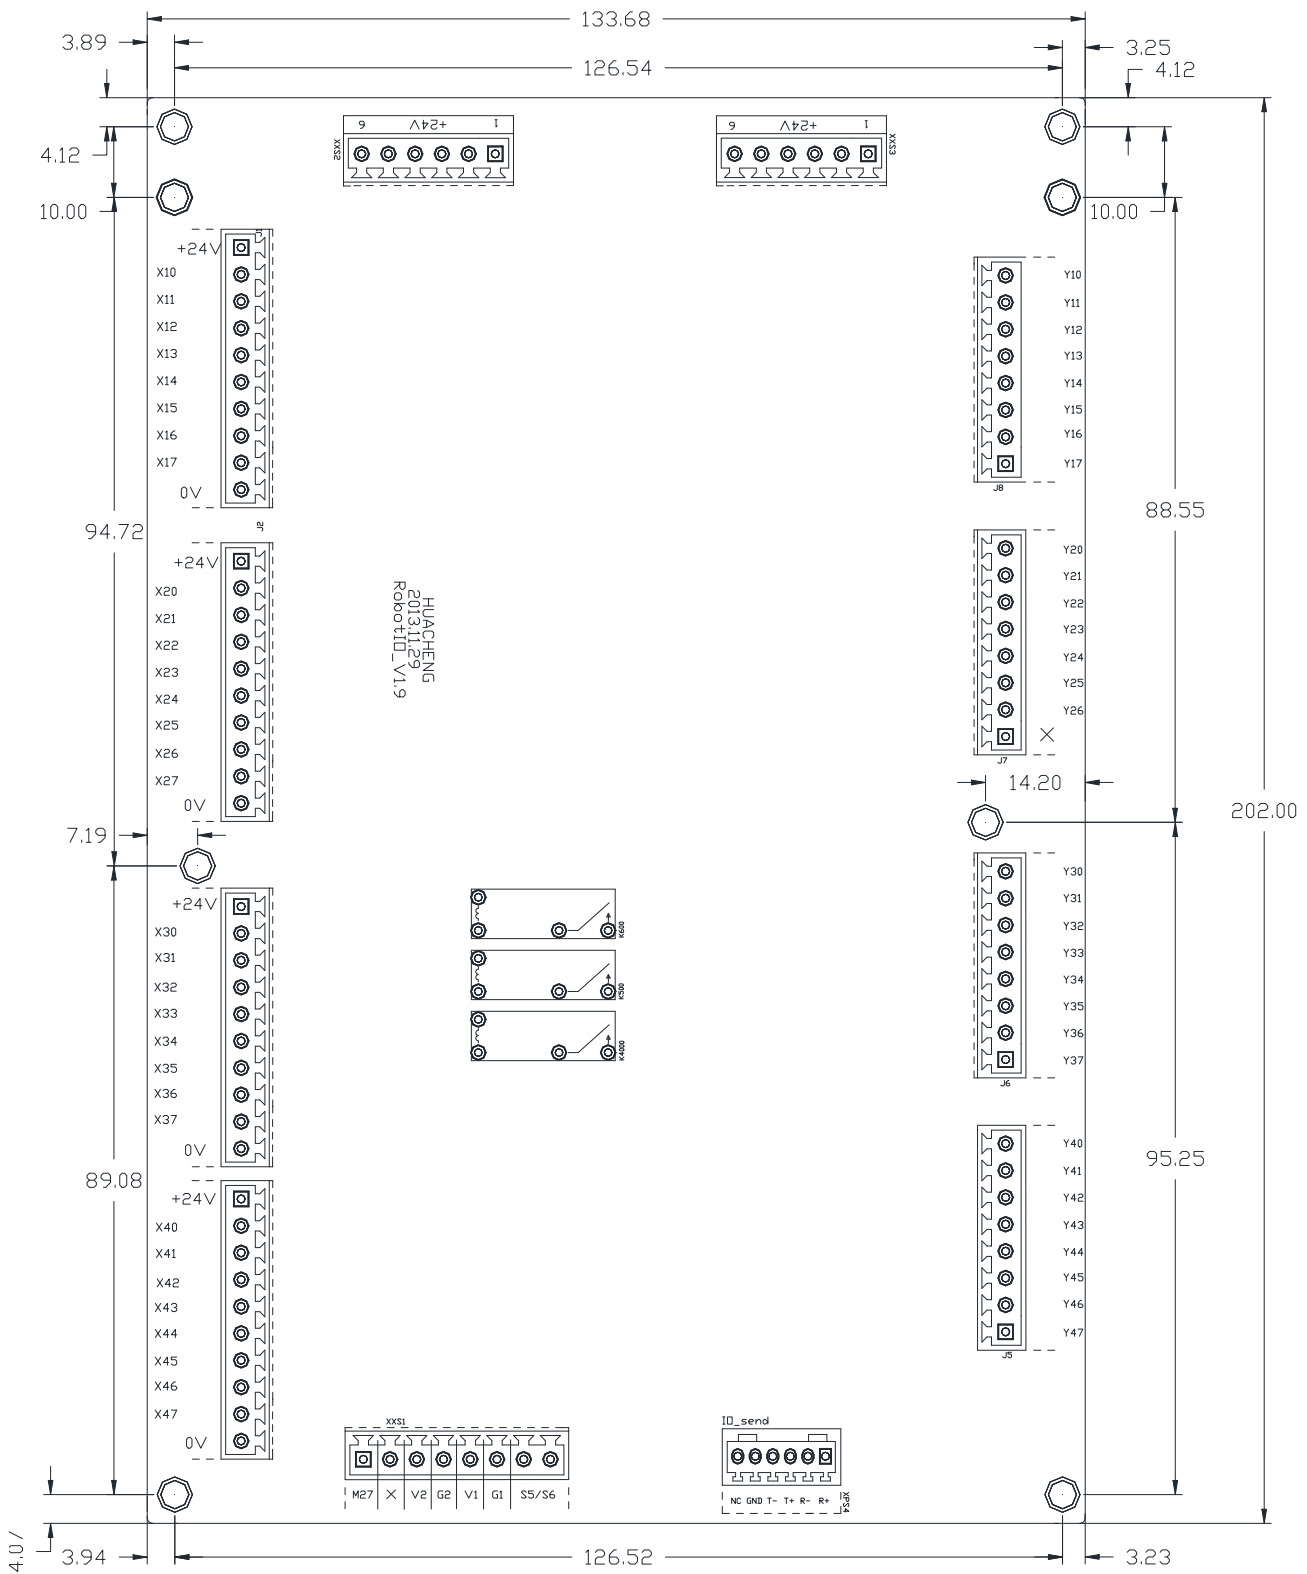 133.68
3.89
3.25
126.54
4.12
6 +24V 1
6 +24V 1
XXS2
XXS3
4.12
10.00
10.00
J1
+24V
X10
Y10
X11
Y11
X12
Y12
X13
Y13
X14
Y14
X15
Y15
X16
Y16
X17
Y17
0V
J8
88.55
94.72
J2
+24V
Y20
X20
Y21
X21
Y22
X22
Y23
X23
Y24
X24
Y25
X25
Y26
X26
X
X27
J7
0V
14.20
202.00
7.19
HUACHENG
2013.11.29
RobotIO_V1.9
+24V
Y30
X30
Y31
X31
Y32
X32
Y33
X33
Y34
X34
Y35
X35
Y36
X36
Y37
X37
J6
0V
K600
K500
K4000
89.08
95.25
+24V
Y40
X40
Y41
X41
Y42
X42
Y43
X43
Y44
X44
Y45
X45
Y46
X46
Y47
X47
J5
0V
XXS1
IO_send
M27 X V2 G2 V1 G1 S5/S6
NC GND T- T+ R- R+
XPS4
3.94
126.52
3.23